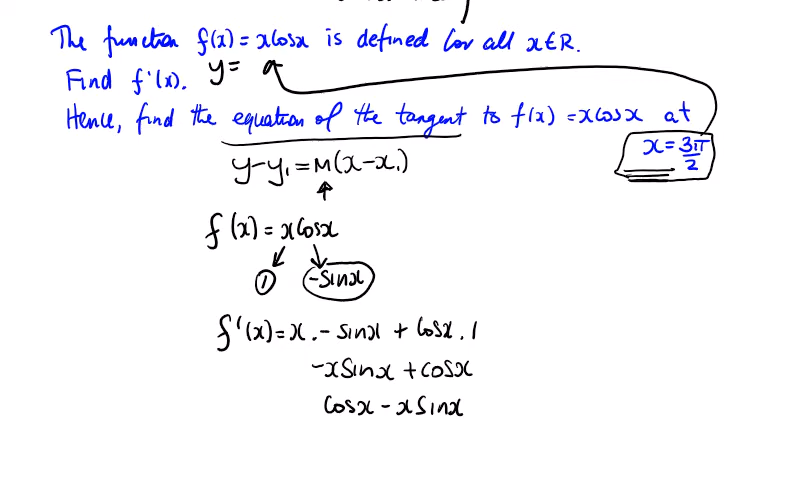 The function f(x) = xCosx is defined for all x∈R.
Find f'(x). y =
Hence, find the equation of the tangent to f(x) = xCosx at
x = 3π/2
y - y₁ = M(x - x₁)
f(x) = xCosx
1 -Sinx
f'(x) = x . - sinx + Cosx . 1
-xSinx + cosx
Cosx - xSinx